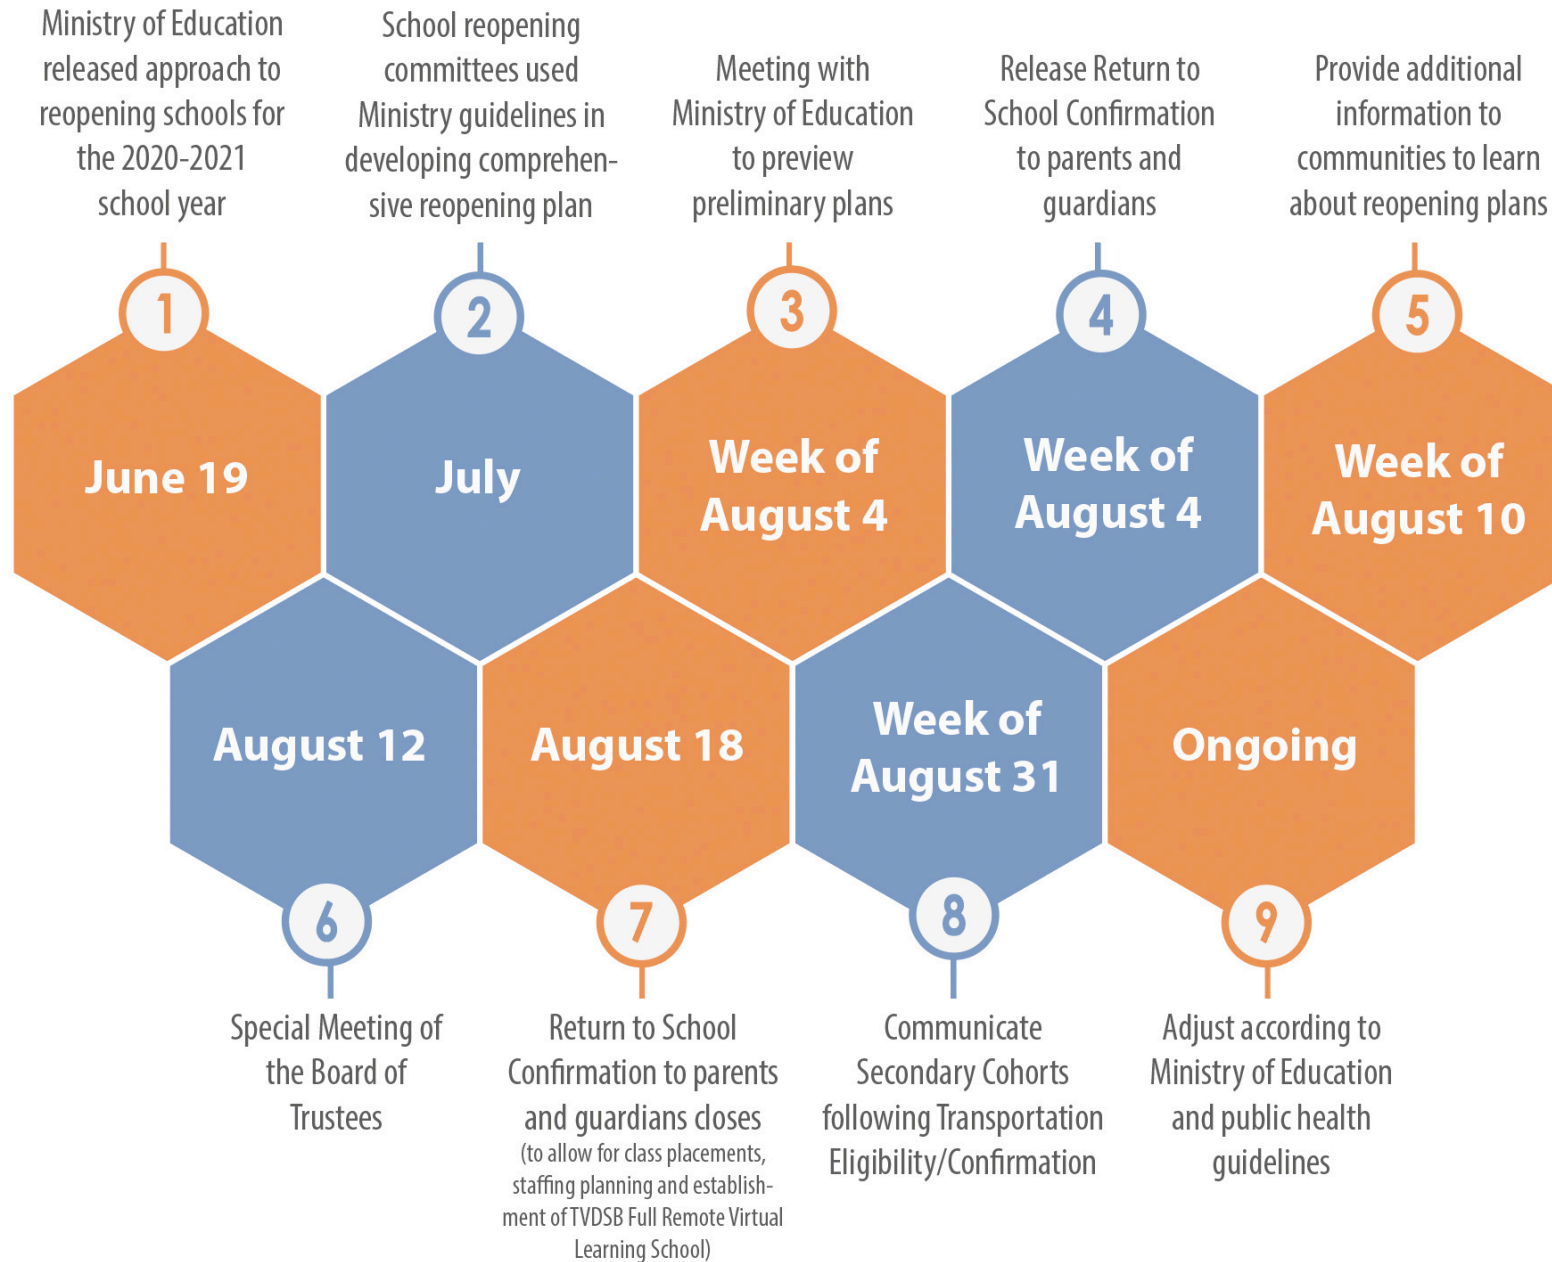 Ministry of Education
released approach to
reopening schools for
the 2020-2021
school year
School reopening
committees used
Ministry guidelines in
developing comprehen-
sive reopening plan
Meeting with
Ministry of Education
to preview
preliminary plans
Release Return to
School Confirmation
to parents and
guardians
Provide additional
information to
communities to learn
about reopening plans
1
2
3
4
5
June 19
July
Week of
August 4
Week of
August 4
Week of
August 10
August 12
August 18
Week of
August 31
Ongoing
6
7
8
9
Special Meeting of
the Board of
Trustees
Return to School
Confirmation to parents
and guardians closes
(to allow for class placements,
staffing planning and establish-
ment of TVDSB Full Remote Virtual
Learning School)
Communicate
Secondary Cohorts
following Transportation
Eligibility/Confirmation
Adjust according to
Ministry of Education
and public health
guidelines